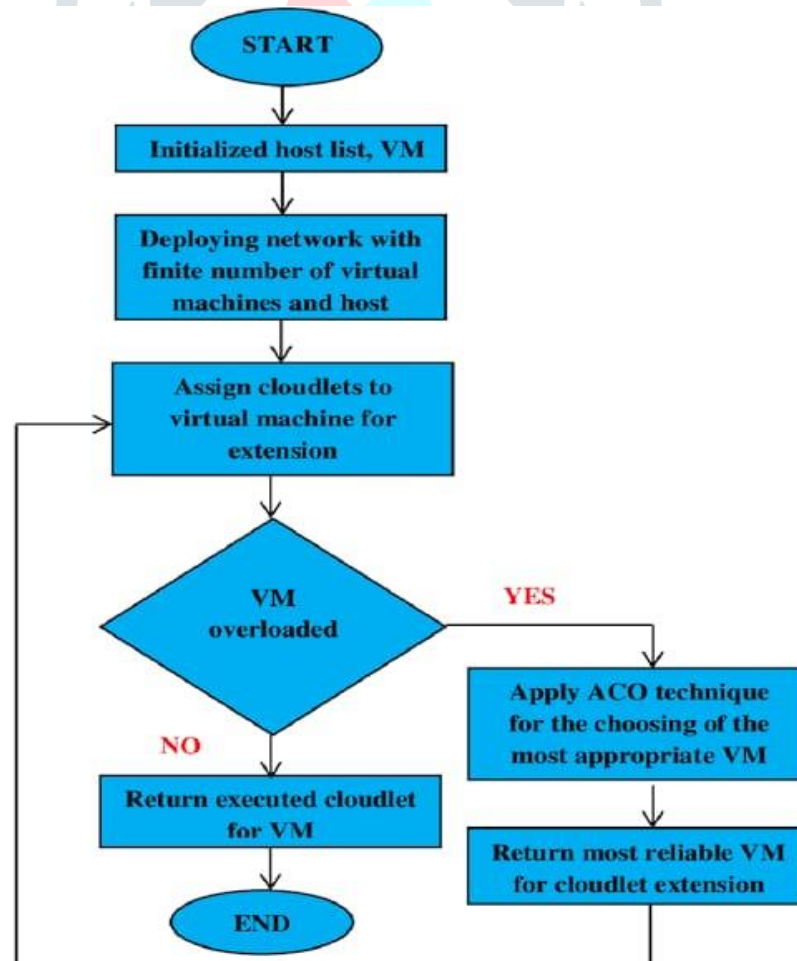 START
Initialized host list, VM
Deploying network with
finite number of virtual
machines and host
Assign cloudlets to
virtual machine for
extension
VM
overloaded
YES
NO
Apply ACO technique
for the choosing of the
most appropriate VM
Return executed cloudlet
for VM
Return most reliable VM
for cloudlet extension
END